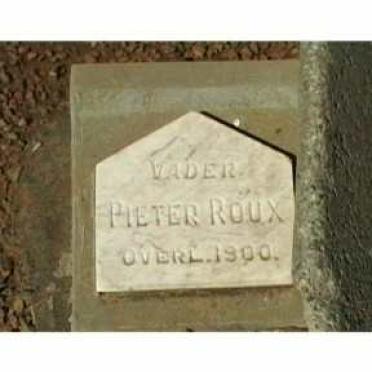 VADER
PIETER ROUX
OVERL. 1900.